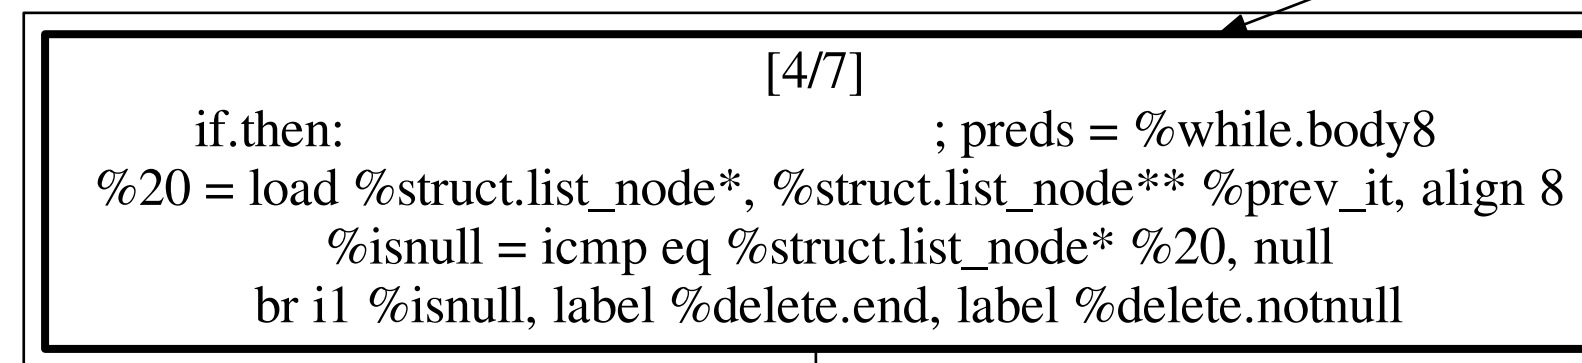 [4/7]
if.then: ; preds = %while.body8
%20 = load %struct.list_node*, %struct.list_node** %prev_it, align 8
%isnull = icmp eq %struct.list_node* %20, null
br i1 %isnull, label %delete.end, label %delete.notnull